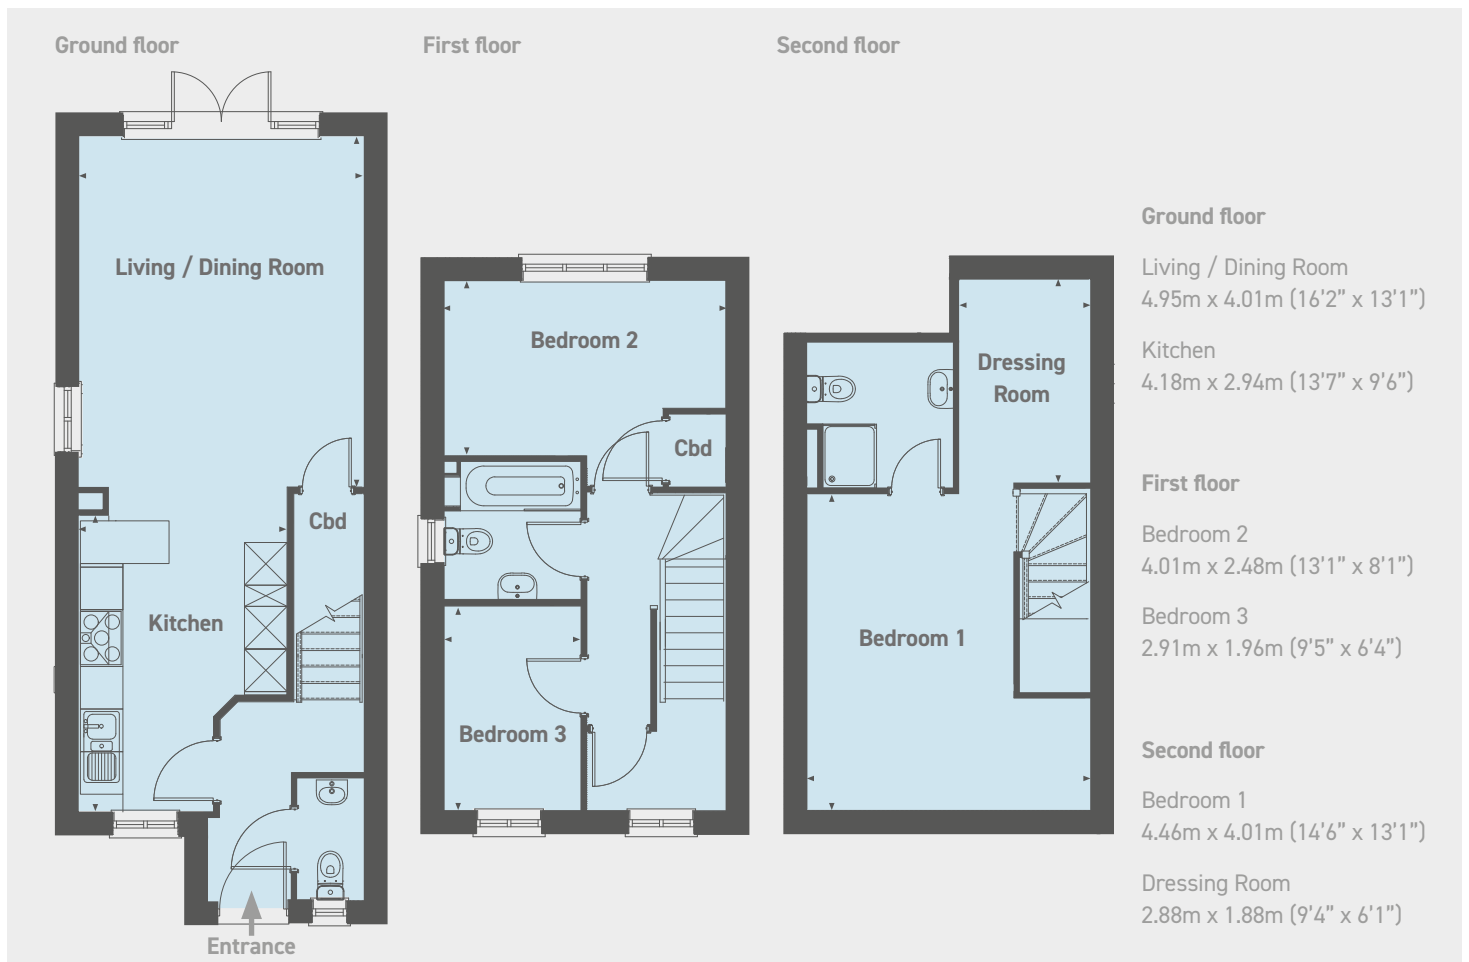 Ground floor
First floor
Second floor
Living / Dining Room
Cbd
Kitchen
Entrance
Bedroom 2
Cbd
Bedroom 3
Dressing
Room
Bedroom 1
Ground floor
Living / Dining Room
4.95m x 4.01m (16’2” x 13’1”)
Kitchen
4.18m x 2.94m (13’7” x 9’6”)
First floor
Bedroom 2
4.01m x 2.48m (13’1” x 8’1”)
Bedroom 3
2.91m x 1.96m (9’5” x 6’4”)
Second floor
Bedroom 1
4.46m x 4.01m (14’6” x 13’1”)
Dressing Room
2.88m x 1.88m (9’4” x 6’1”)